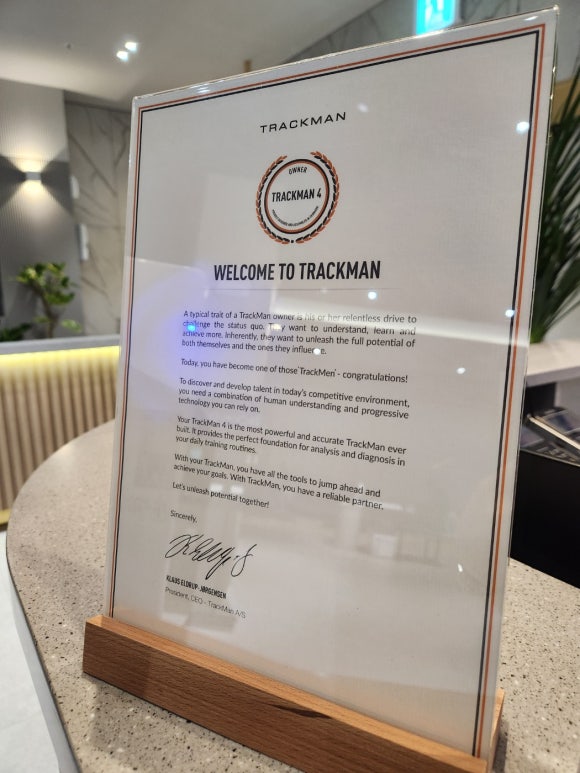 TRACKMAN
OWNER
TRACKMAN 4
WELCOME TO TRACKMAN
A typical trait of a TrackMan owner is his or her relentless drive to
challenge the status quo. They want to understand, learn and
achieve more. Inherently, they want to unleash the full potential of
both themselves and the ones they influence.
Today, you have become one of those 'TrackMen' - congratulations!
To discover and develop talent in today's competitive environment,
you need a combination of human understanding and progressive
technology you can rely on.
Your TrackMan 4 is the most powerful and accurate TrackMan ever
built. It provides the perfect foundation for analysis and diagnosis in
your daily training routines.
With your TrackMan, you have all the tools to jump ahead and
achieve your goals. With TrackMan, you have a reliable partner.
Let's unleash potential together!
Sincerely,
KLAUS ELDRUP-JØRGENSEN
President, CEO - TrackMan A/S